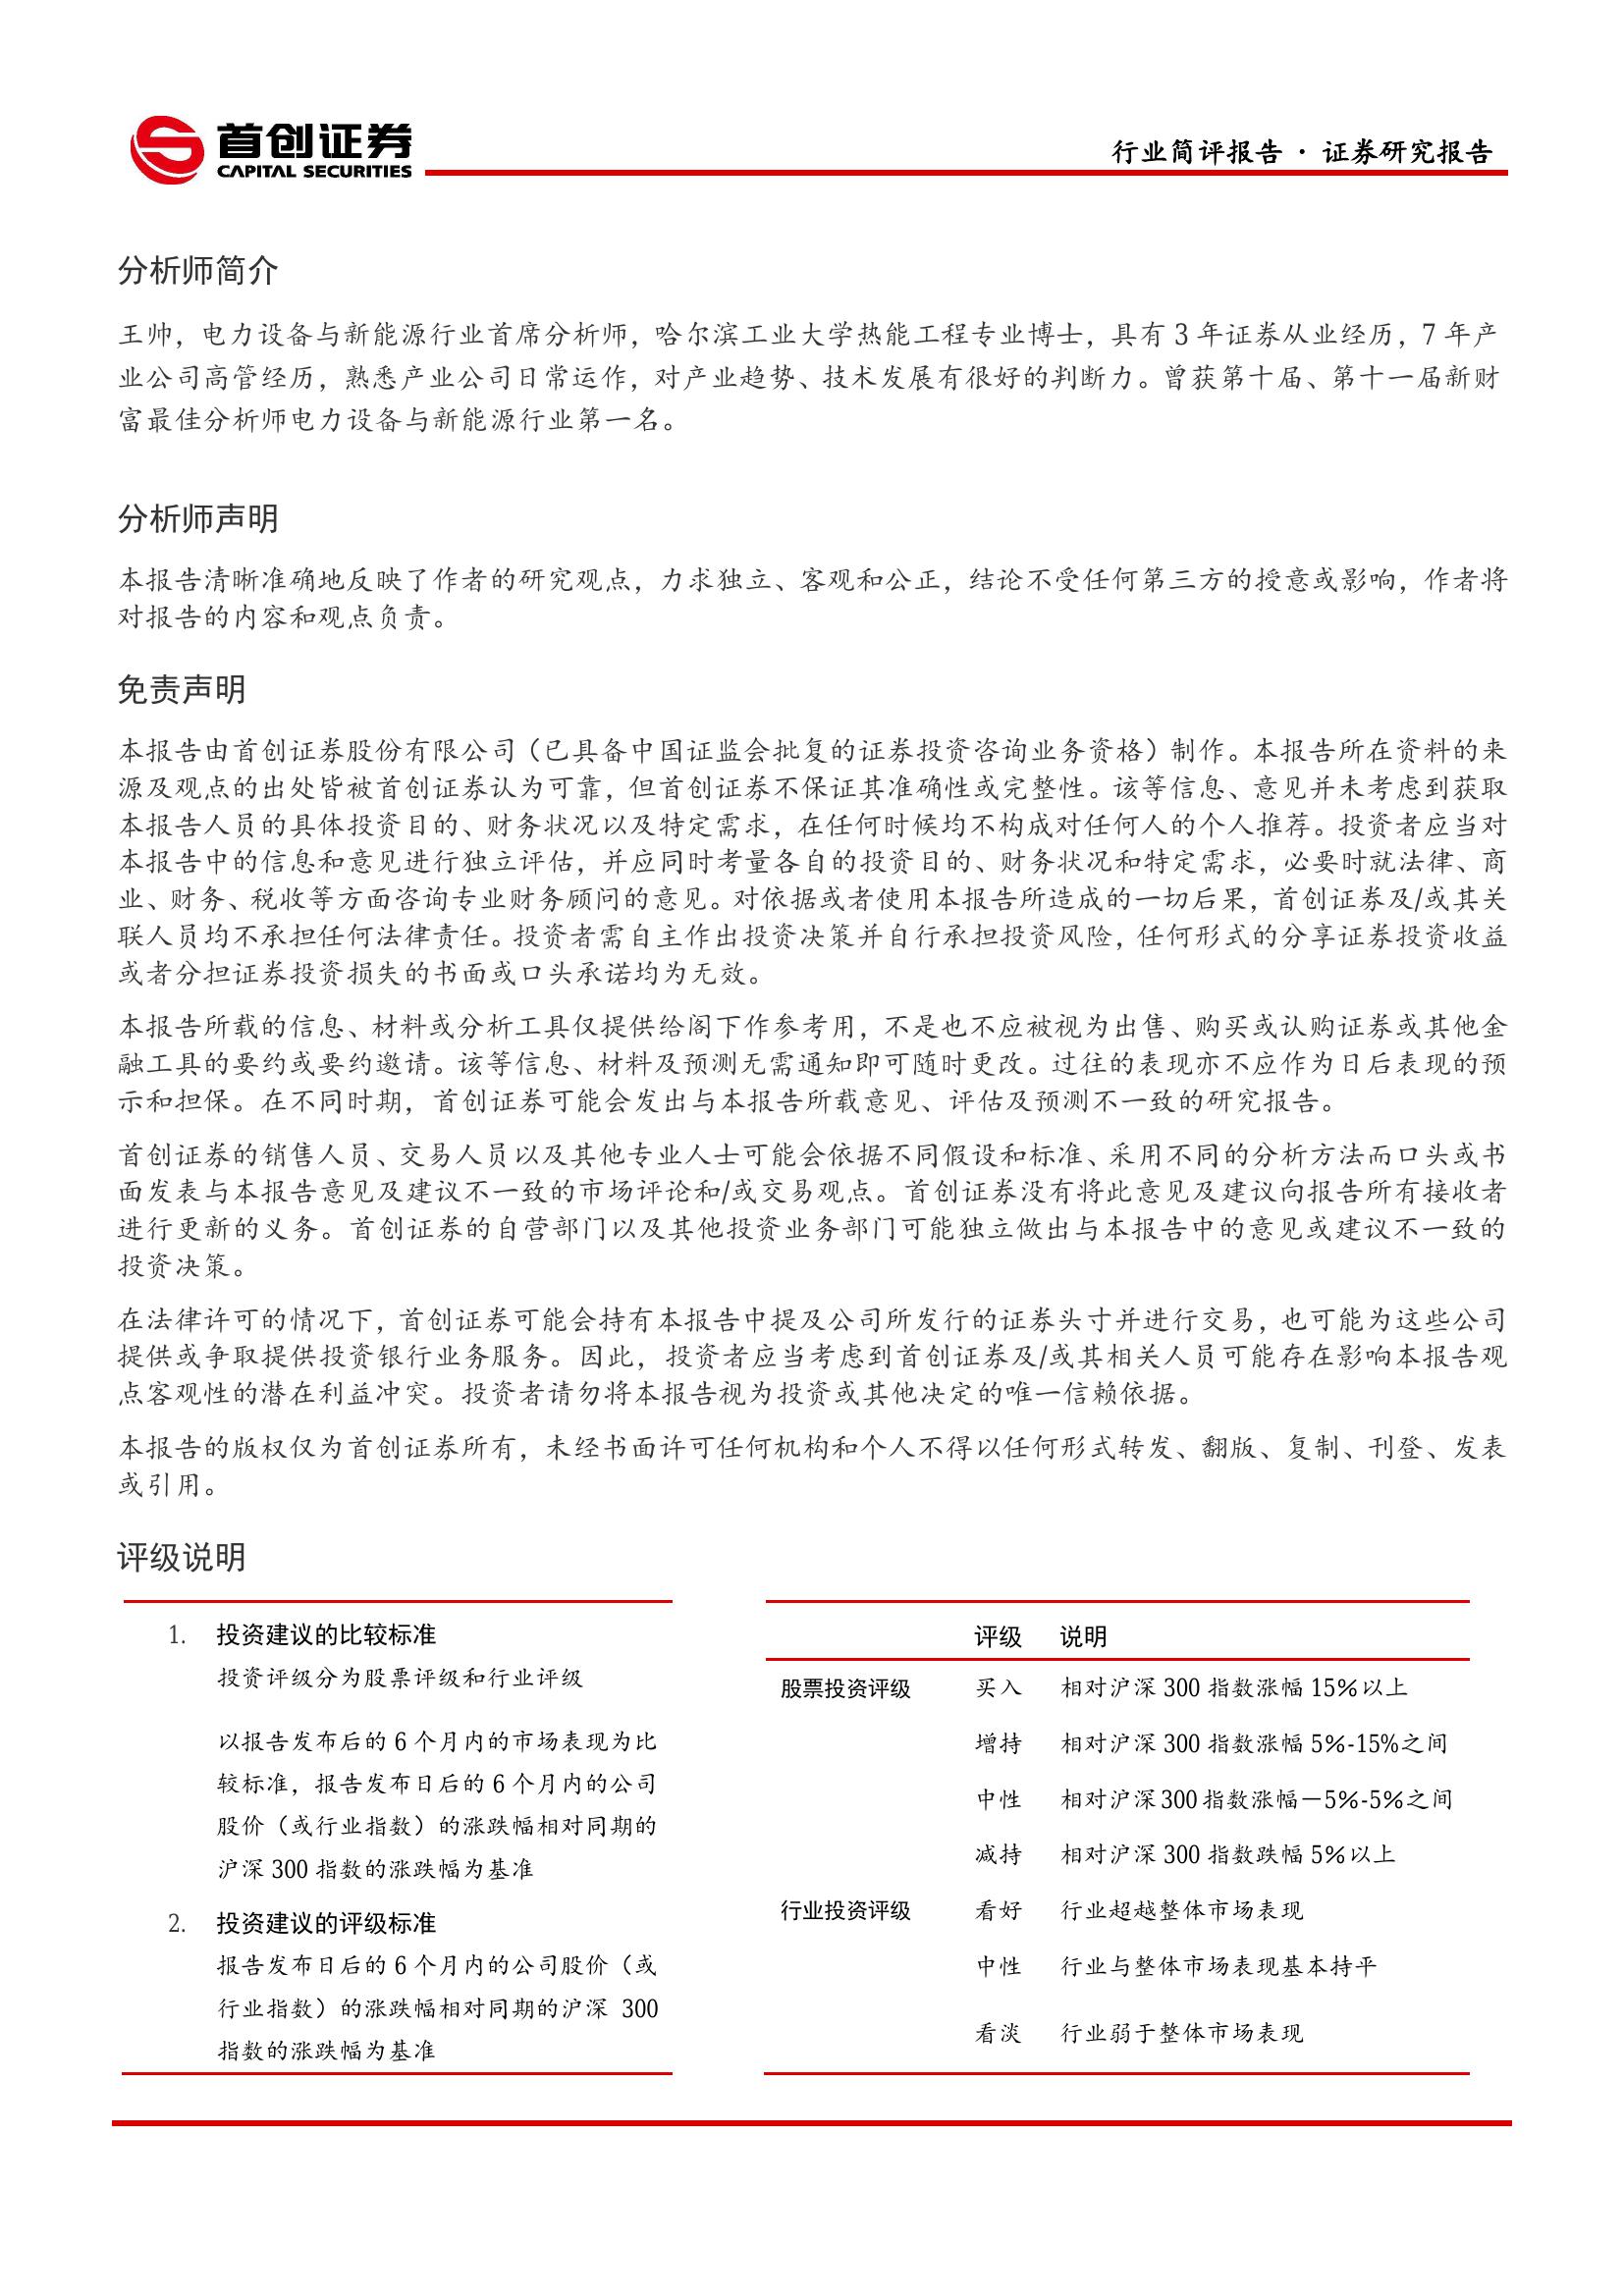 首创证券
CAPITAL SECURITIES
行业简评报告 · 证券研究报告
分析师简介
王帅，电力设备与新能源行业首席分析师，哈尔滨工业大学热能工程专业博士，具有 3 年证券从业经历，7 年产
业公司高管经历，熟悉产业公司日常运作，对产业趋势、技术发展有很好的判断力。曾获第十届、第十一届新财
富最佳分析师电力设备与新能源行业第一名。
分析师声明
本报告清晰准确地反映了作者的研究观点，力求独立、客观和公正，结论不受任何第三方的授意或影响，作者将
对报告的内容和观点负责。
免责声明
本报告由首创证券股份有限公司（已具备中国证监会批复的证券投资咨询业务资格）制作。本报告所在资料的来
源及观点的出处皆被首创证券认为可靠，但首创证券不保证其准确性或完整性。该等信息、意见并未考虑到获取
本报告人员的具体投资目的、财务状况以及特定需求，在任何时候均不构成对任何人的个人推荐。投资者应当对
本报告中的信息和意见进行独立评估，并应同时考量各自的投资目的、财务状况和特定需求，必要时就法律、商
业、财务、税收等方面咨询专业财务顾问的意见。对依据或者使用本报告所造成的一切后果，首创证券及/或其关
联人员均不承担任何法律责任。投资者需自主作出投资决策并自行承担投资风险，任何形式的分享证券投资收益
或者分担证券投资损失的书面或口头承诺均为无效。
本报告所载的信息、材料或分析工具仅提供给阁下作参考用，不是也不应被视为出售、购买或认购证券或其他金
融工具的要约或要约邀请。该等信息、材料及预测无需通知即可随时更改。过往的表现亦不应作为日后表现的预
示和担保。在不同时期，首创证券可能会发出与本报告所载意见、评估及预测不一致的研究报告。
首创证券的销售人员、交易人员以及其他专业人士可能会依据不同假设和标准、采用不同的分析方法而口头或书
面发表与本报告意见及建议不一致的市场评论和/或交易观点。首创证券没有将此意见及建议向报告所有接收者
进行更新的义务。首创证券的自营部门以及其他投资业务部门可能独立做出与本报告中的意见或建议不一致的
投资决策。
在法律许可的情况下，首创证券可能会持有本报告中提及公司所发行的证券头寸并进行交易，也可能为这些公司
提供或争取提供投资银行业务服务。因此，投资者应当考虑到首创证券及/或其相关人员可能存在影响本报告观
点客观性的潜在利益冲突。投资者请勿将本报告视为投资或其他决定的唯一信赖依据。
本报告的版权仅为首创证券所有，未经书面许可任何机构和个人不得以任何形式转发、翻版、复制、刊登、发表
或引用。
评级说明
1. 投资建议的比较标准
投资评级分为股票评级和行业评级
以报告发布后的 6 个月内的市场表现为比
较标准，报告发布日后的 6 个月内的公司
股价（或行业指数）的涨跌幅相对同期的
沪深 300 指数的涨跌幅为基准
2. 投资建议的评级标准
报告发布日后的 6 个月内的公司股价（或
行业指数）的涨跌幅相对同期的沪深 300
指数的涨跌幅为基准
评级 说明
股票投资评级 买入 相对沪深 300 指数涨幅 15%以上
增持 相对沪深 300 指数涨幅 5%-15%之间
中性 相对沪深 300 指数涨幅－5%-5%之间
减持 相对沪深 300 指数跌幅 5%以上
行业投资评级 看好 行业超越整体市场表现
中性 行业与整体市场表现基本持平
看淡 行业弱于整体市场表现